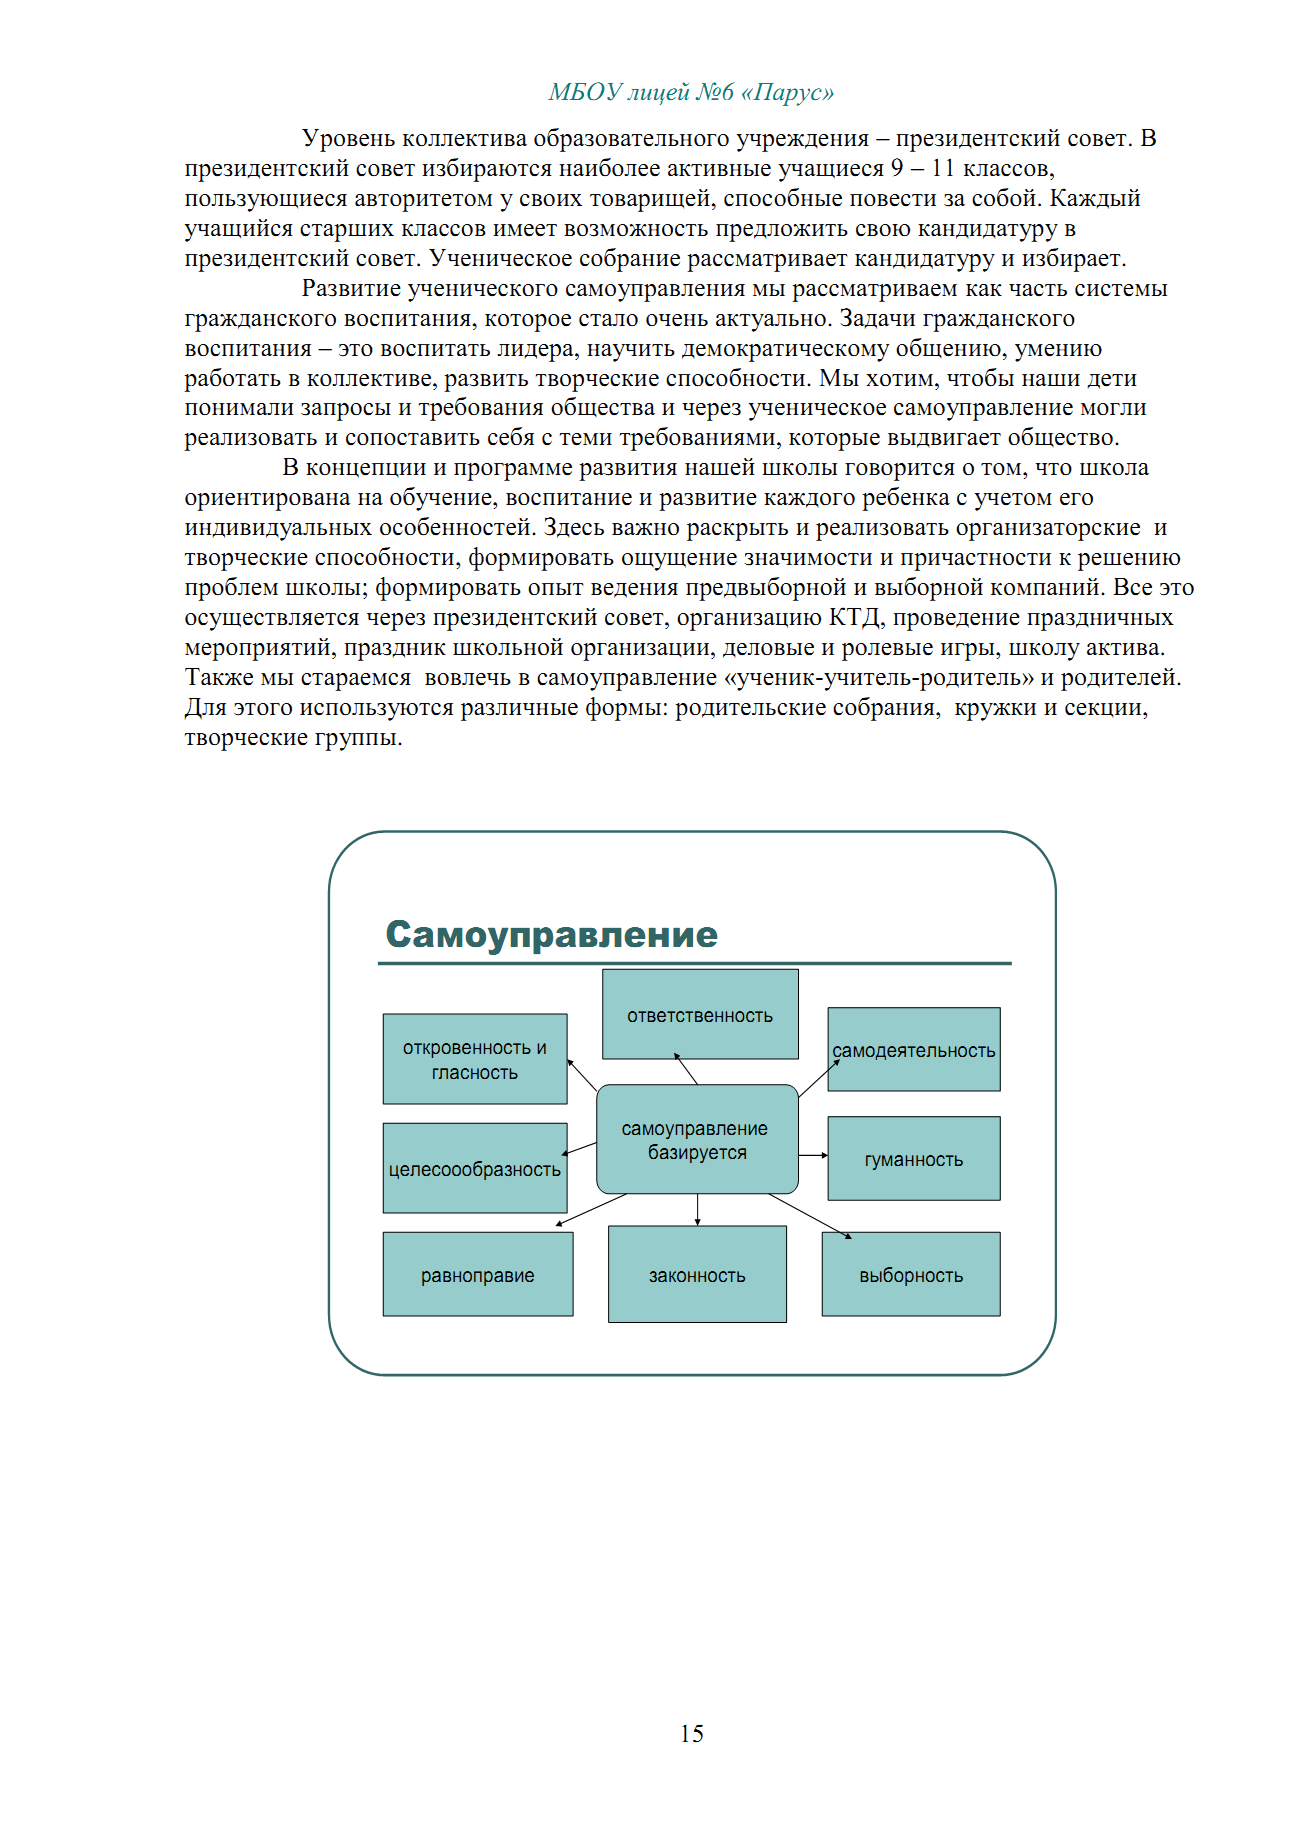 МБОУ лицей №6 «Парус»
Уровень коллектива образовательного учреждения – президентский совет. В
президентский совет избираются наиболее активные учащиеся 9 – 11 классов,
пользующиеся авторитетом у своих товарищей, способные повести за собой. Каждый
учащийся старших классов имеет возможность предложить свою кандидатуру в
президентский совет. Ученическое собрание рассматривает кандидатуру и избирает.
Развитие ученического самоуправления мы рассматриваем как часть системы
гражданского воспитания, которое стало очень актуально. Задачи гражданского
воспитания – это воспитать лидера, научить демократическому общению, умению
работать в коллективе, развить творческие способности. Мы хотим, чтобы наши дети
понимали запросы и требования общества и через ученическое самоуправление могли
реализовать и сопоставить себя с теми требованиями, которые выдвигает общество.
В концепции и программе развития нашей школы говорится о том, что школа
ориентирована на обучение, воспитание и развитие каждого ребенка с учетом его
индивидуальных особенностей. Здесь важно раскрыть и реализовать организаторские и
творческие способности, формировать ощущение значимости и причастности к решению
проблем школы; формировать опыт ведения предвыборной и выборной компаний. Все это
осуществляется через президентский совет, организацию КТД, проведение праздничных
мероприятий, праздник школьной организации, деловые и ролевые игры, школу актива.
Также мы стараемся вовлечь в самоуправление «ученик-учитель-родитель» и родителей.
Для этого используются различные формы: родительские собрания, кружки и секции,
творческие группы.
Самоуправление
ответственность
откровенность и
гласность
самодеятельность
самоуправление
базируется
целесоообразность
гуманность
равноправие
законность
выборность
15